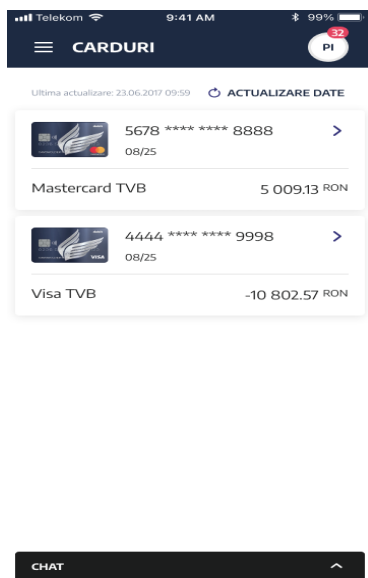 Telekom 9:41 AM 99%
CARDURI
32
PI
Ultima actualizare: 23.06.2017 09:59 ACTUALIZARE DATE
5678 **** **** 8888
08/25
Mastercard TVB 5 009.13 RON
4444 **** **** 9998
VISA
08/25
Visa TVB -10 802.57 RON
CHAT